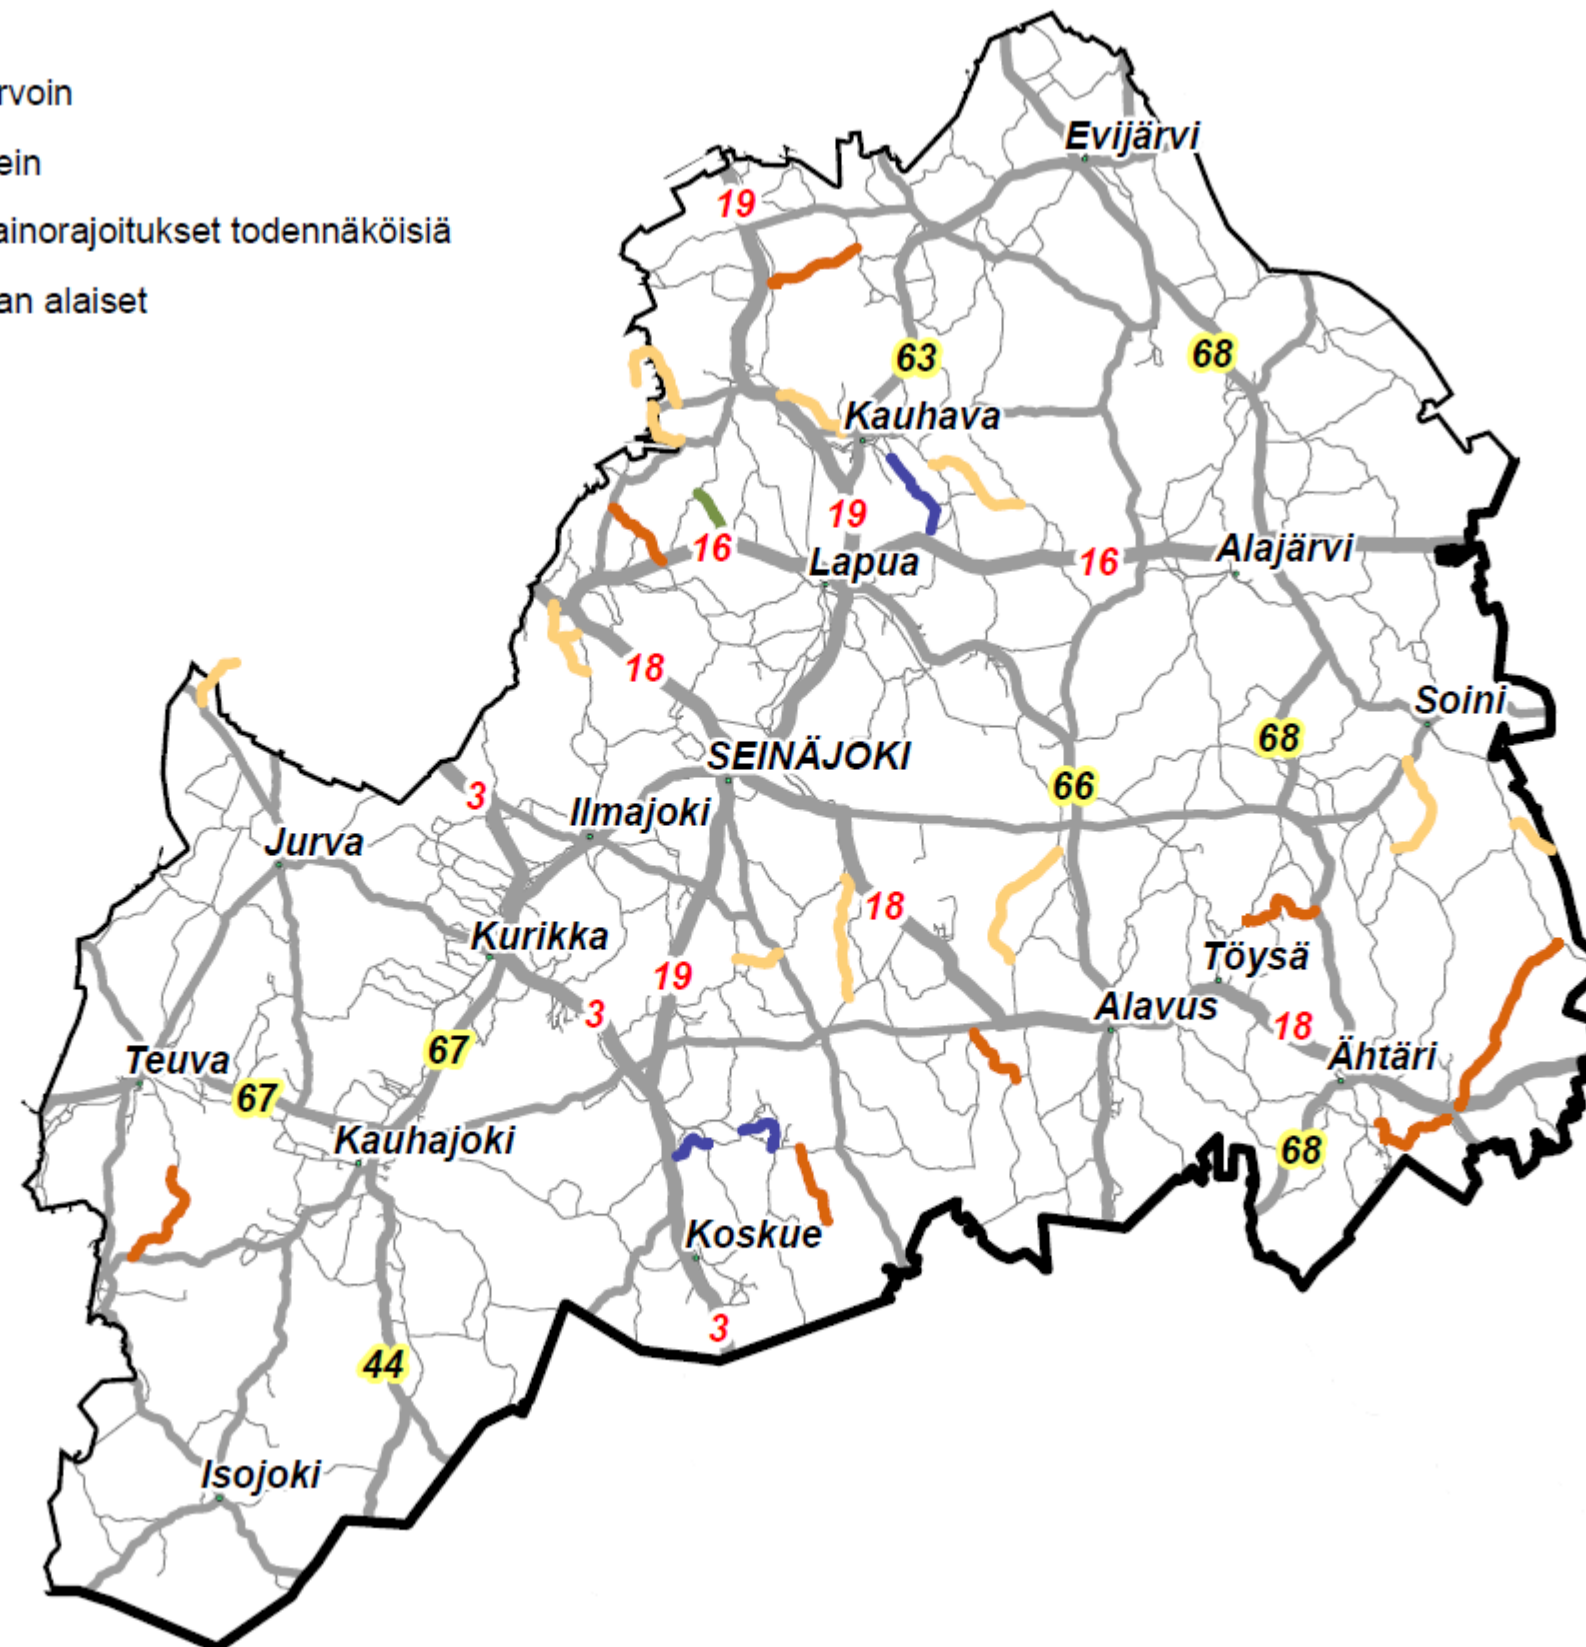 rvoin
ein
ainorajoitukset todennäköisiä
an alaiset
Evijärvi
19
63
68
Kauhava
19
16
Lapua
16
Alajärvi
18
Soini
68
SEINÄJOKI
66
3
Ilmajoki
Jurva
18
Kurikka
Töysä
19
3
Alavus
18
67
Teuva
Ähtäri
67
Kauhajoki
68
Koskue
3
44
Isojoki